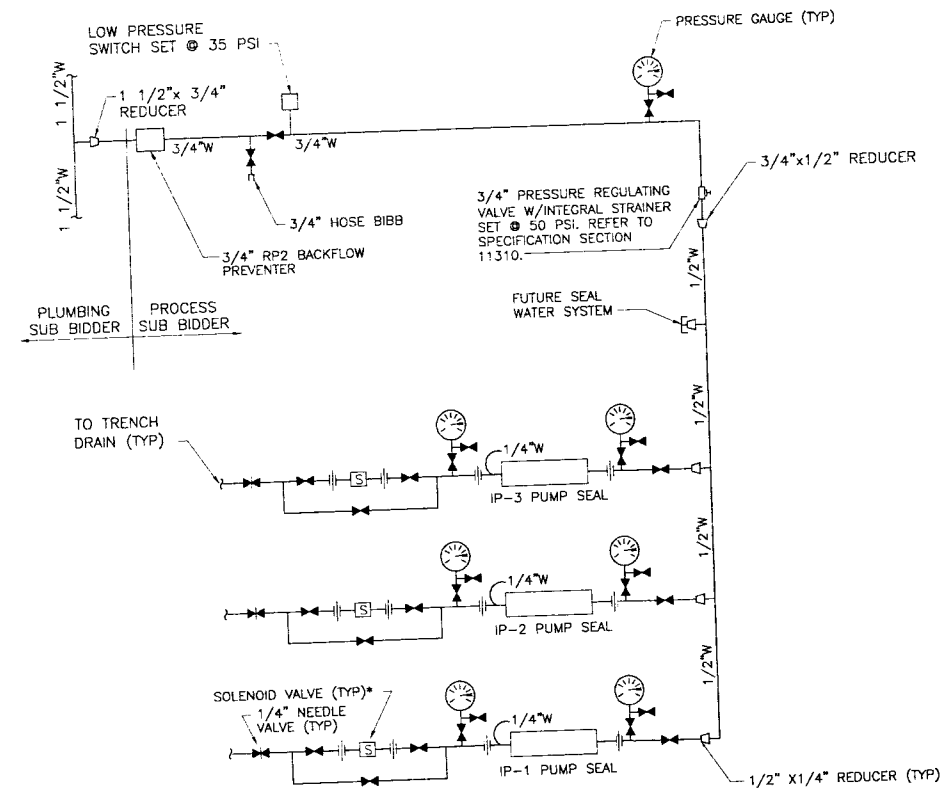 PRESSURE GAUGE (TYP)
LOW PRESSURE
SWITCH SET @ 35 PSI
1 1/2"W
1 1/2"x 3/4"
REDUCER
1 1/2"W
3/4"W
3/4"W
3/4"x1/2" REDUCER
3/4" PRESSURE REGULATING
VALVE W/INTEGRAL STRAINER
SET @ 50 PSI. REFER TO
SPECIFICATION SECTION
11310.
3/4" HOSE BIBB
3/4" RP2 BACKFLOW
PREVENTER
1/2"W
FUTURE SEAL
WATER SYSTEM
PLUMBING
SUB BIDDER
PROCESS
SUB BIDDER
1/2"W
TO TRENCH
DRAIN (TYP)
1/4"W
S
IP-3 PUMP SEAL
1/2"W
1/4"W
S
IP-2 PUMP SEAL
1/2"W
SOLENOID VALVE (TYP)*
1/4" NEEDLE
VALVE (TYP)
1/4"W
S
IP-1 PUMP SEAL
1/2" X1/4" REDUCER (TYP)